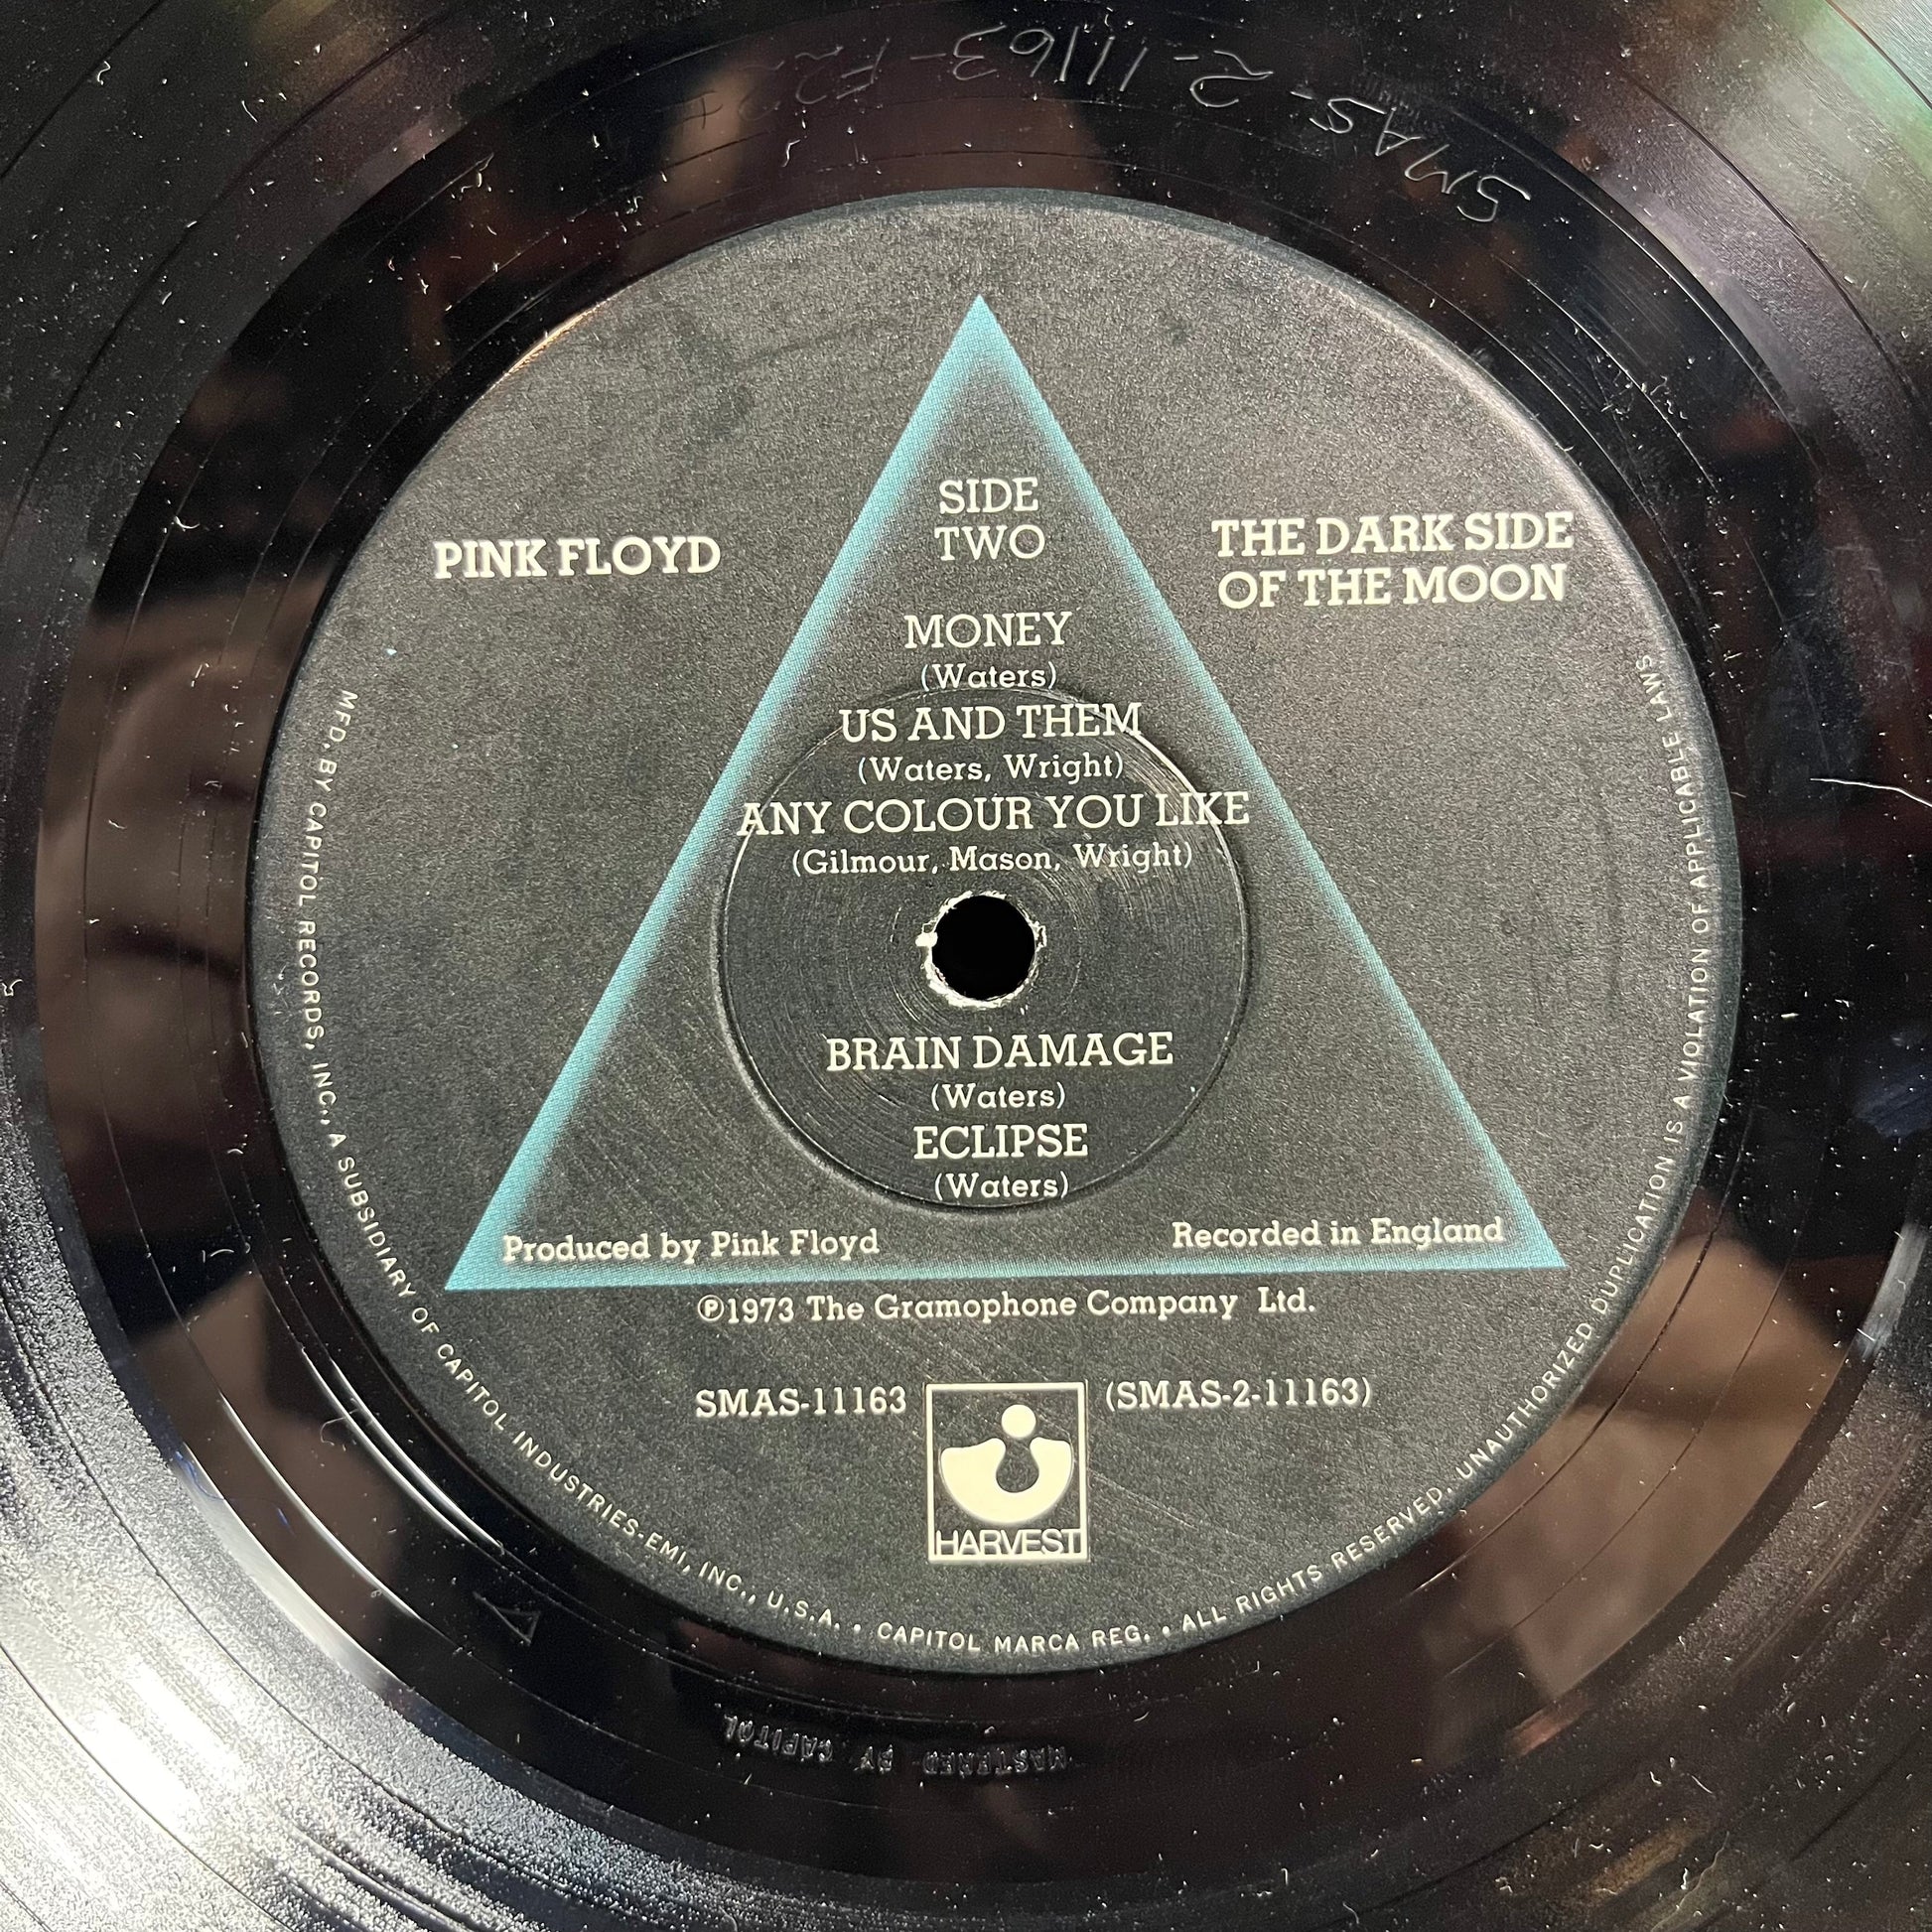 SMAS-2-11163-F22
SIDE
TWO
PINK FLOYD
THE DARK SIDE
OF THE MOON
MONEY
(Waters)
US AND THEM
(Waters, Wright)
ANY COLOUR YOU LIKE
(Gilmour, Mason, Wright)
BRAIN DAMAGE
(Waters)
ECLIPSE
(Waters)
Produced by Pink Floyd
Recorded in England
Ⓟ1973 The Gramophone Company Ltd.
SMAS-11163
(SMAS-2-11163)
HARVEST
MFD. BY CAPITOL RECORDS, INC., A SUBSIDIARY OF CAPITOL INDUSTRIES-EMI, INC., U.S.A. • CAPITOL MARCA REG. • ALL RIGHTS RESERVED. UNAUTHORIZED DUPLICATION IS A VIOLATION OF APPLICABLE LAWS
BY CAPITOL